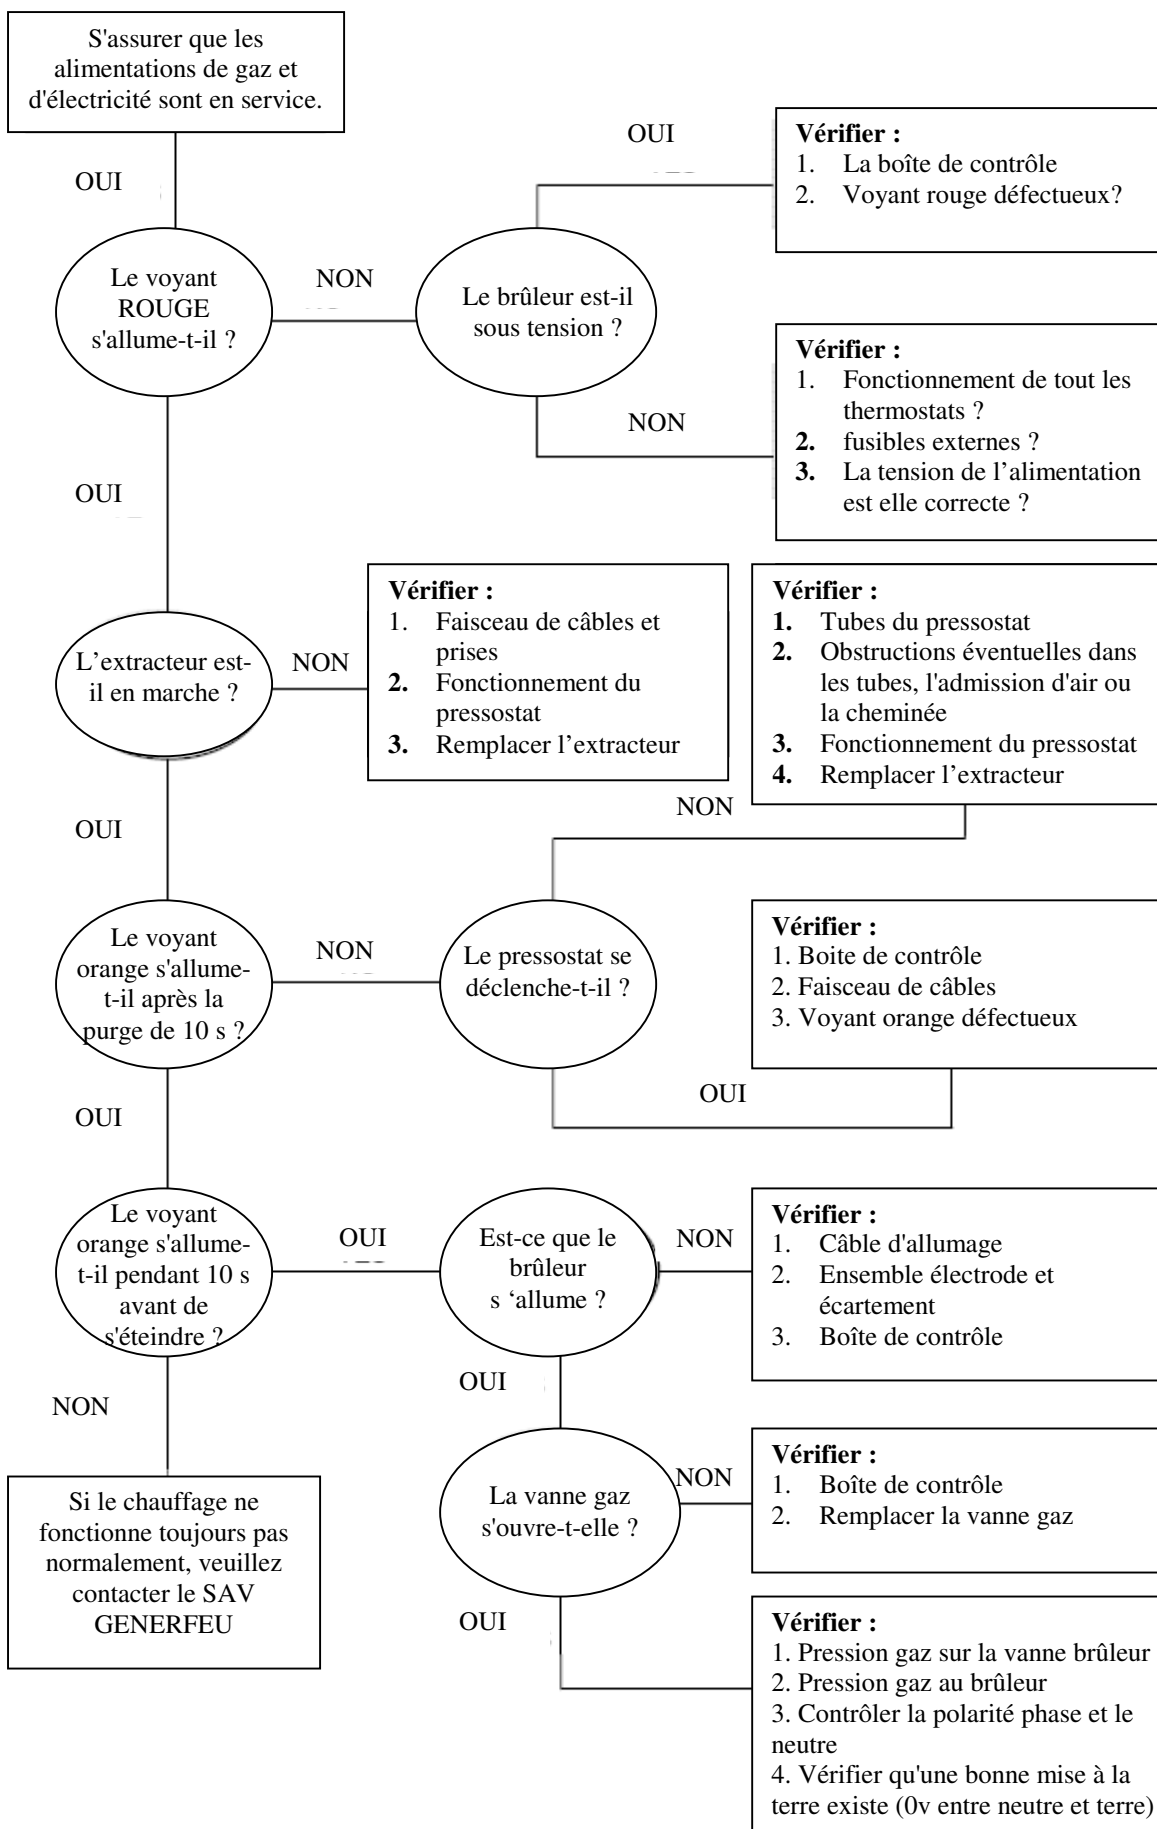 S'assurer que les
alimentations de gaz et
d'électricité sont en service.
OUI
OUI
Vérifier :
1. La boîte de contrôle
2. Voyant rouge défectueux?
Le voyant
ROUGE
s'allume-t-il ?
NON
Le brûleur est-il
sous tension ?
NON
Vérifier :
1. Fonctionnement de tout les
thermostats ?
2. fusibles externes ?
3. La tension de l’alimentation
est elle correcte ?
OUI
L’extracteur est-
il en marche ?
NON
Vérifier :
1. Faisceau de câbles et
prises
2. Fonctionnement du
pressostat
3. Remplacer l’extracteur
Vérifier :
1. Tubes du pressostat
2. Obstructions éventuelles dans
les tubes, l'admission d'air ou
la cheminée
3. Fonctionnement du pressostat
4. Remplacer l’extracteur
NON
OUI
Le voyant
orange s'allume-
t-il après la
purge de 10 s ?
NON
Le pressostat se
déclenche-t-il ?
Vérifier :
1. Boite de contrôle
2. Faisceau de câbles
3. Voyant orange défectueux
OUI
OUI
Le voyant
orange s'allume-
t-il pendant 10 s
avant de
s'éteindre ?
OUI
Est-ce que le
brûleur
s ‘allume ?
NON
Vérifier :
1. Câble d'allumage
2. Ensemble électrode et
écartement
3. Boîte de contrôle
OUI
NON
Si le chauffage ne
fonctionne toujours pas
normalement, veuillez
contacter le SAV
GENERFEU
La vanne gaz
s'ouvre-t-elle ?
NON
Vérifier :
1. Boîte de contrôle
2. Remplacer la vanne gaz
OUI
Vérifier :
1. Pression gaz sur la vanne brûleur
2. Pression gaz au brûleur
3. Contrôler la polarité phase et le
neutre
4. Vérifier qu'une bonne mise à la
terre existe (0v entre neutre et terre)